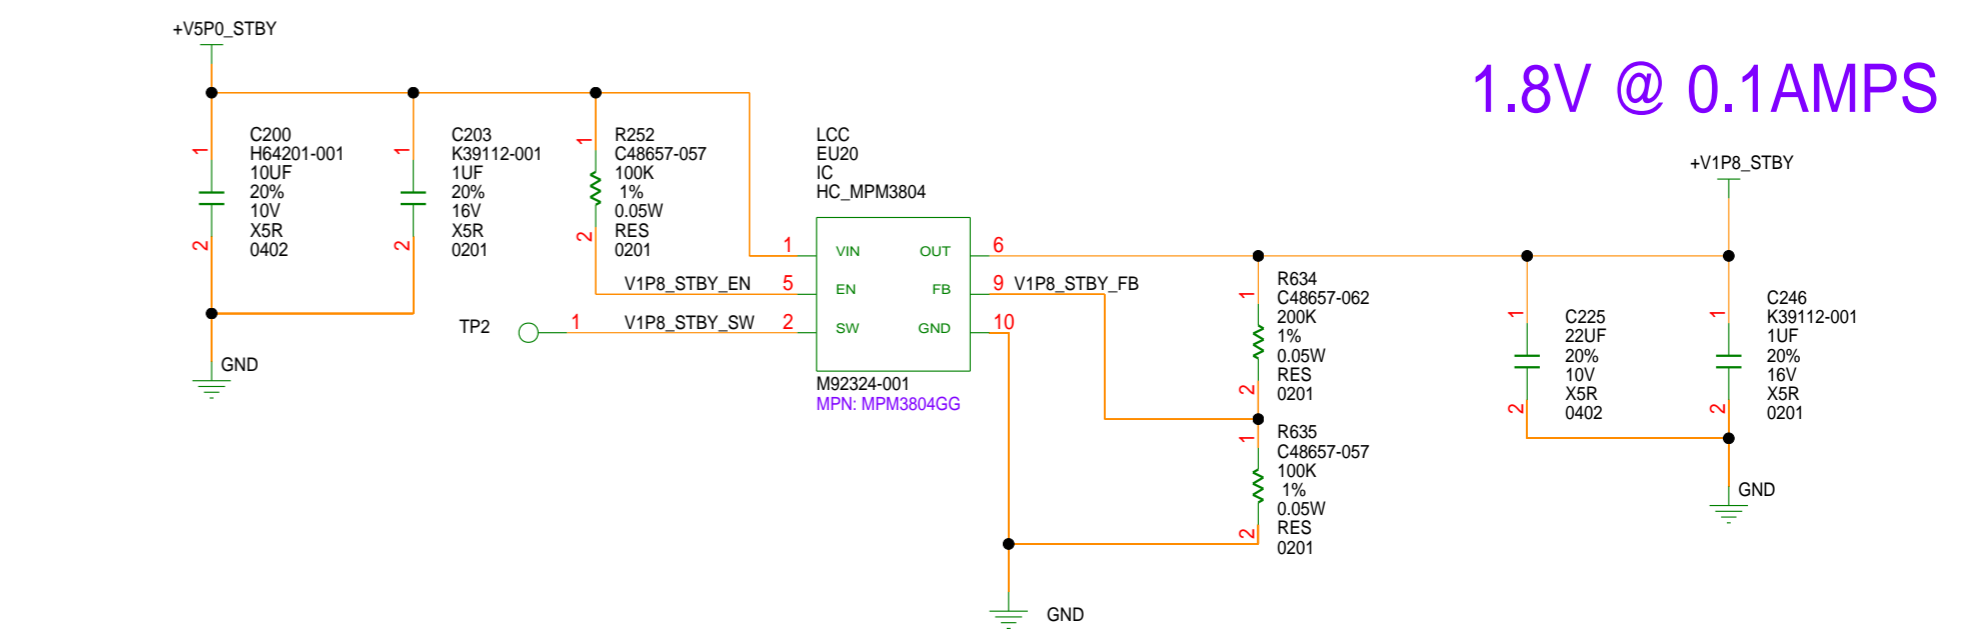 +V5P0_STBY
1.8V @ 0.1AMPS
C200
H64201-001
10UF
20%
10V
X5R
0402
1
2
C203
K39112-001
1UF
20%
16V
X5R
0201
1
2
R252
C48657-057
100K
1%
0.05W
RES
0201
1
2
LCC
EU20
IC
HC_MPM3804
1 VIN OUT 6
V1P8_STBY_EN 5 EN FB 9 V1P8_STBY_FB
TP2 1 V1P8_STBY_SW 2 SW GND 10
M92324-001
MPN: MPM3804GG
GND
+V1P8_STBY
R634
C48657-062
200K
1%
0.05W
RES
0201
1
2
R635
C48657-057
100K
1%
0.05W
RES
0201
1
2
C225
22UF
20%
10V
X5R
0402
1
2
C246
K39112-001
1UF
20%
16V
X5R
0201
1
2
GND
GND